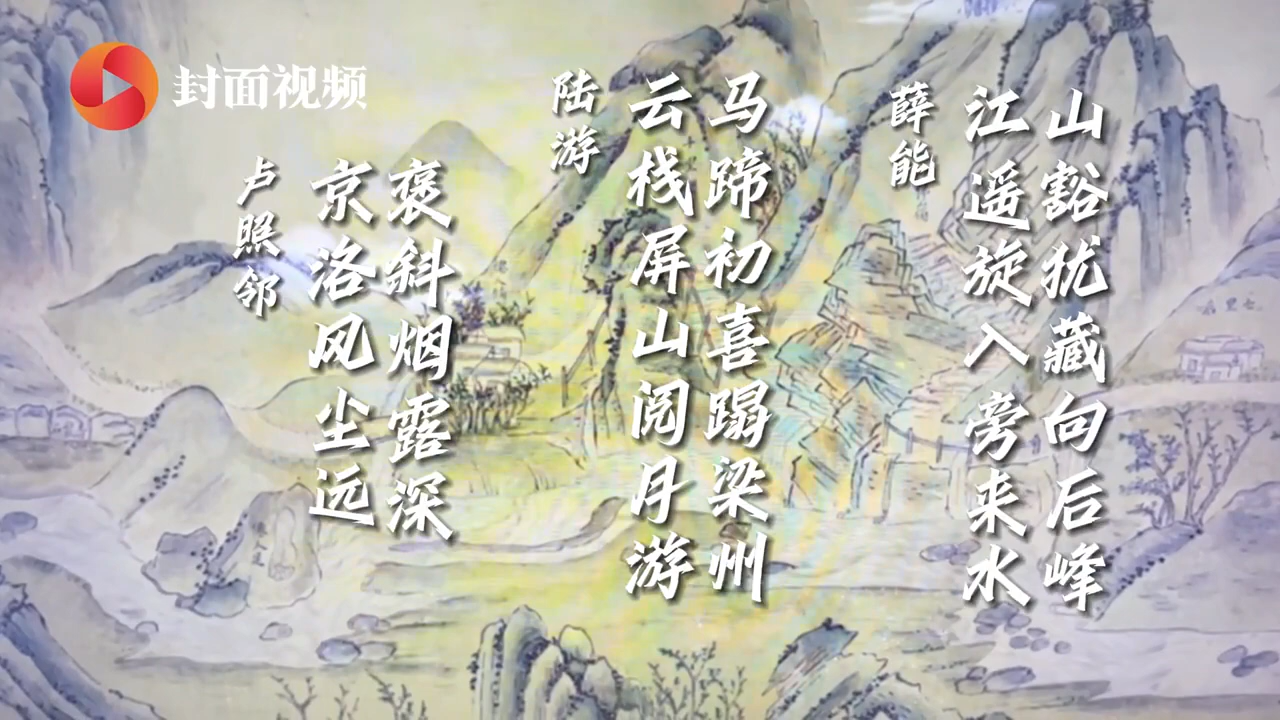 封面视频
山豁犹藏向后峰
江遥旋入旁来水
薛能
马蹄初喜蹋梁州
云栈屏山阅月游
陆游
褒斜烟露深
京洛风尘远
卢照邻